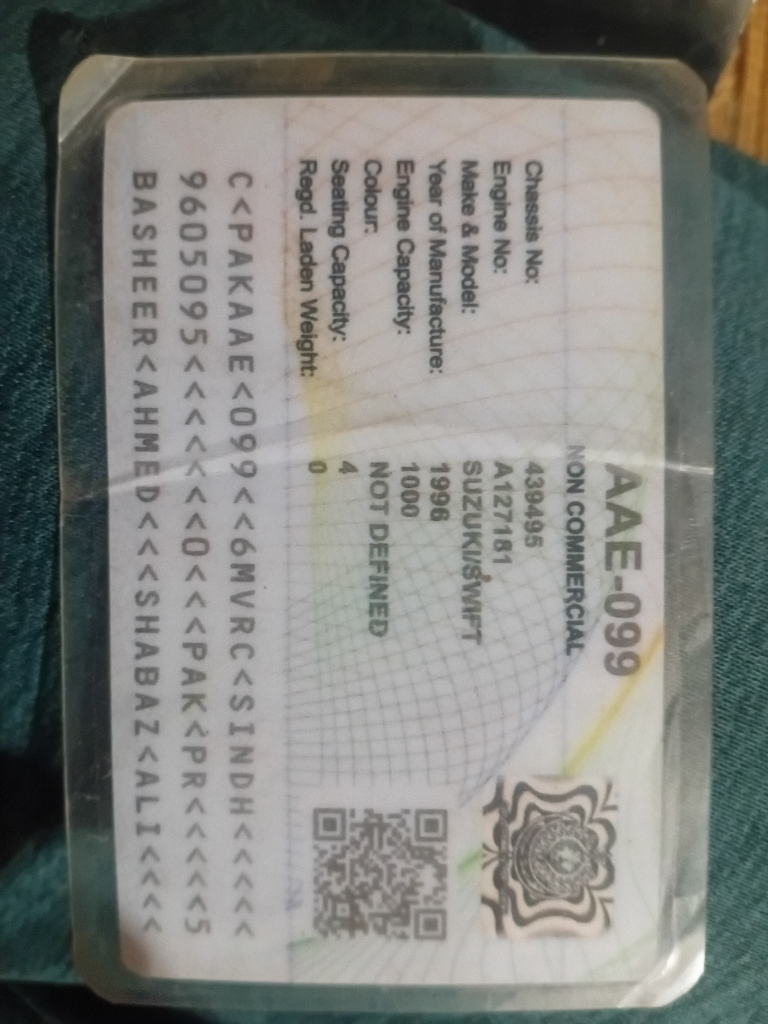 AAE-099
NON COMMERCIAL
Chassis No: 439495
Engine No: A127181
Make & Model: SUZUKI/SWIFT
Year of Manufacture: 1996
Engine Capacity: 1000
Colour: NOT DEFINED
Seating Capacity: 4
Regd. Laden Weight: 0
C<PAKAAE<099<<6MVRC<SINDH<<<<<
9605095<<<<<<<0<<<PAK<PR<<<<<5
BASHEER<AHMED<<<SHABAZ<ALI<<<<